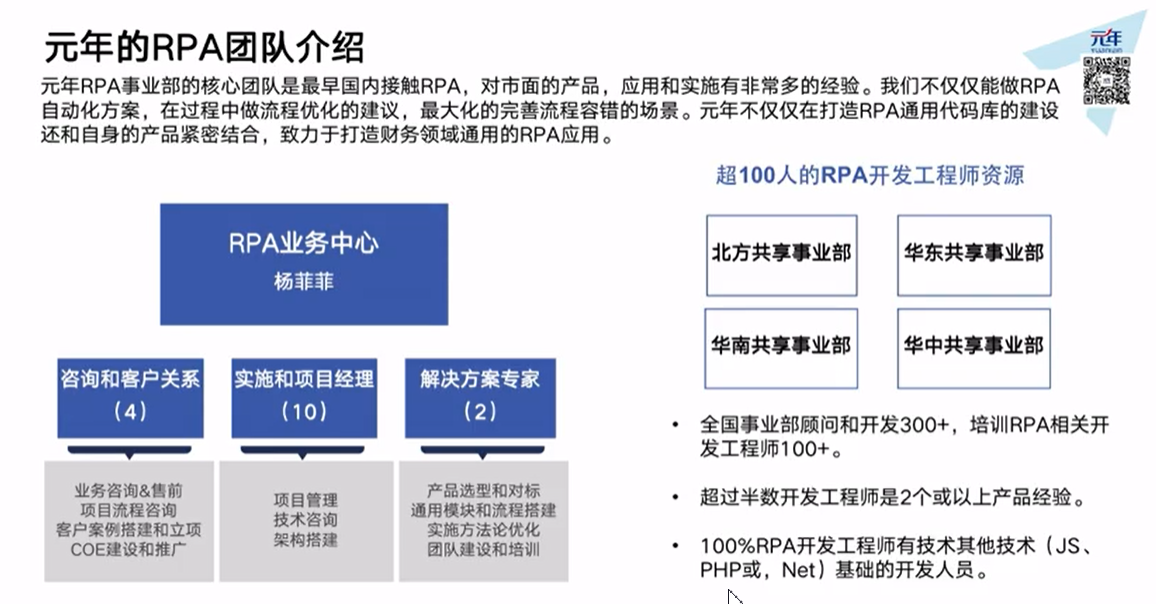 元年的RPA团队介绍
元年
YUANNIAN
元年RPA事业部的核心团队是最早国内接触RPA，对市面的产品，应用和实施有非常多的经验。我们不仅仅能做RPA
自动化方案，在过程中做流程优化的建议，最大化的完善流程容错的场景。元年不仅仅在打造RPA通用代码库的建设
还和自身的产品紧密结合，致力于打造财务领域通用的RPA应用。
RPA业务中心
杨菲菲
咨询和客户关系
（4）
实施和项目经理
（10）
解决方案专家
（2）
业务咨询&售前
项目流程咨询
客户案例搭建和立项
COE建设和推广
项目管理
技术咨询
架构搭建
产品选型和对标
通用模块和流程搭建
实施方法论优化
团队建设和培训
超100人的RPA开发工程师资源
北方共享事业部
华东共享事业部
华南共享事业部
华中共享事业部
• 全国事业部顾问和开发300+，培训RPA相关开
发工程师100+。
• 超过半数开发工程师是2个或以上产品经验。
• 100%RPA开发工程师有技术其他技术（JS、
PHP或，Net）基础的开发人员。